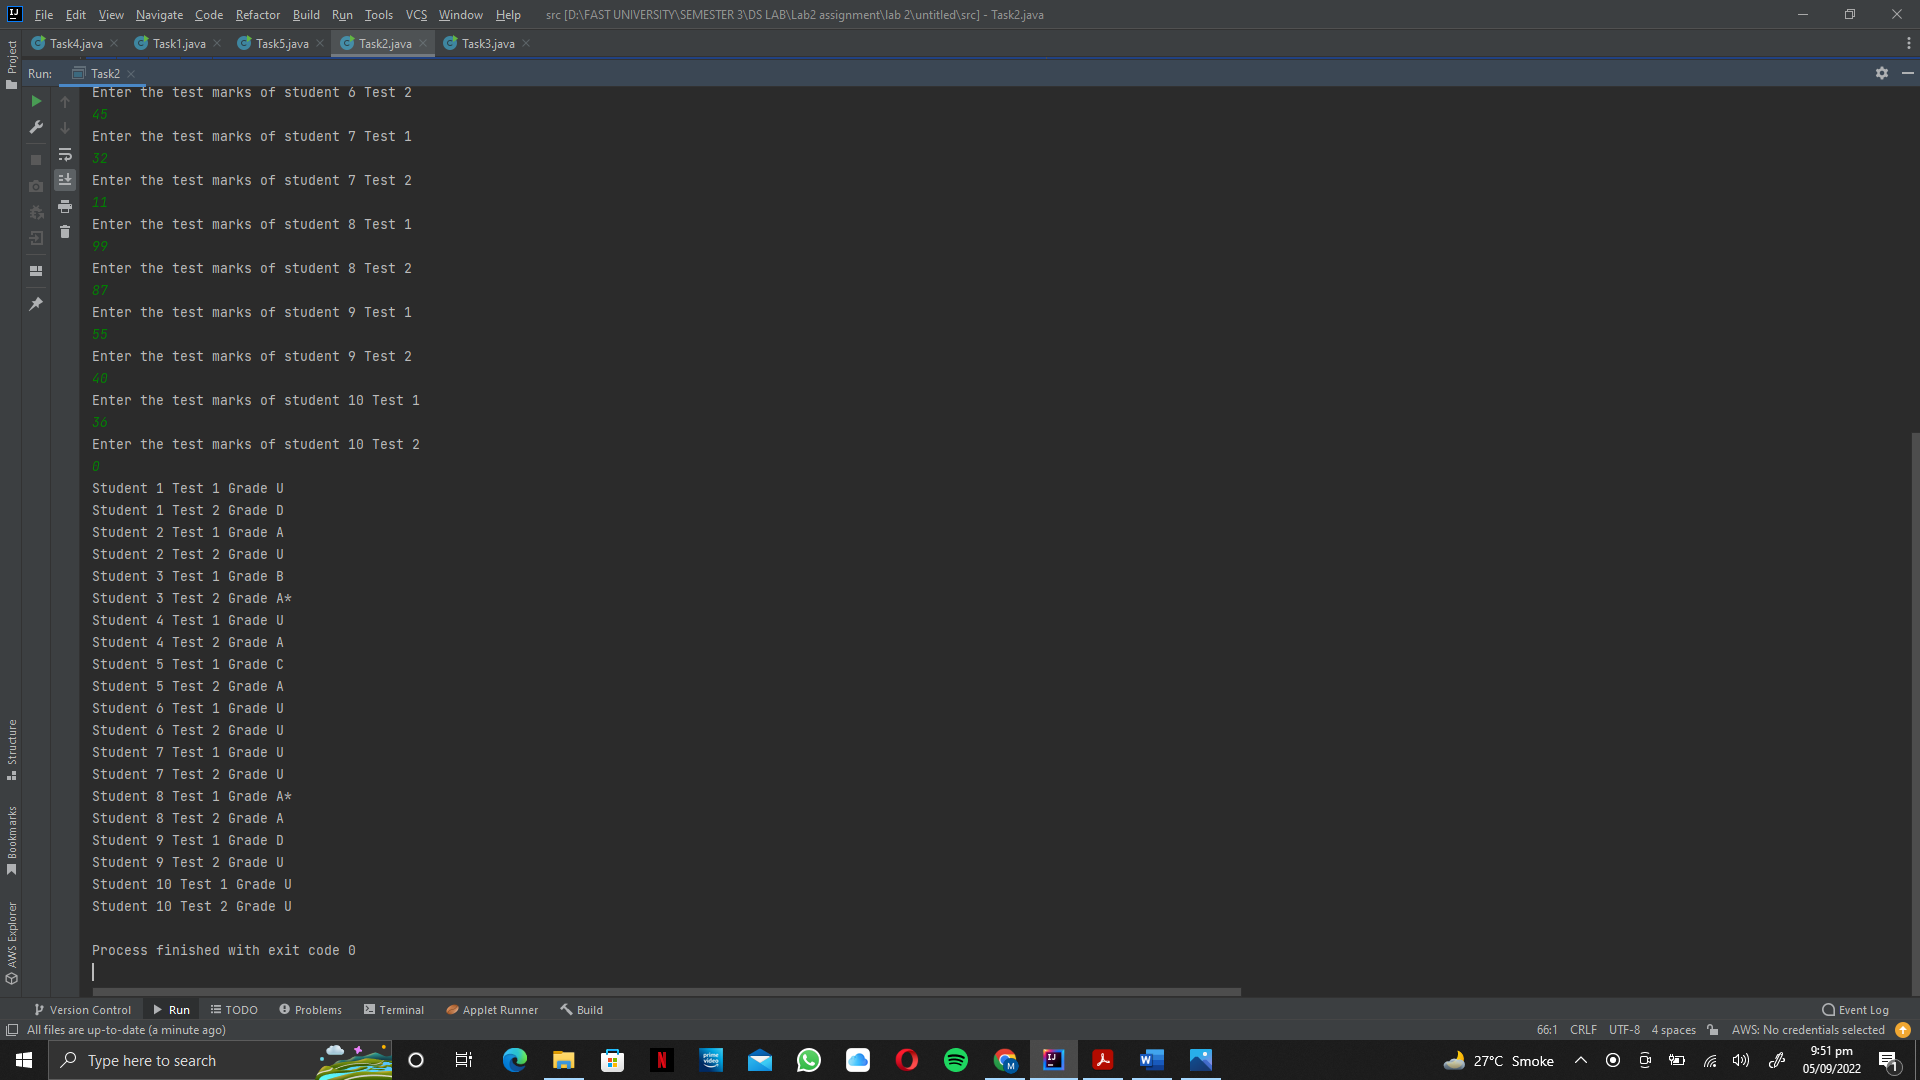 File Edit View Navigate Code Refactor Build Run Tools VCS Window Help src [D:\FAST UNIVERSITY\SEMESTER 3\DS LAB\Lab2 assignment\lab 2\untitled\src] - Task2.java
Task4.java Task1.java Task5.java Task2.java Task3.java
Project
Run: Task2
Enter the test marks of student 6 Test 2
45
Enter the test marks of student 7 Test 1
32
Enter the test marks of student 7 Test 2
11
Enter the test marks of student 8 Test 1
99
Enter the test marks of student 8 Test 2
87
Enter the test marks of student 9 Test 1
55
Enter the test marks of student 9 Test 2
40
Enter the test marks of student 10 Test 1
36
Enter the test marks of student 10 Test 2
0
Student 1 Test 1 Grade U
Student 1 Test 2 Grade D
Student 2 Test 1 Grade A
Student 2 Test 2 Grade U
Student 3 Test 1 Grade B
Student 3 Test 2 Grade A*
Student 4 Test 1 Grade U
Student 4 Test 2 Grade A
Student 5 Test 1 Grade C
Student 5 Test 2 Grade A
Student 6 Test 1 Grade U
Student 6 Test 2 Grade U
Student 7 Test 1 Grade U
Student 7 Test 2 Grade U
Student 8 Test 1 Grade A*
Student 8 Test 2 Grade A
Student 9 Test 1 Grade D
Student 9 Test 2 Grade U
Student 10 Test 1 Grade U
Student 10 Test 2 Grade U
Process finished with exit code 0
Structure
Bookmarks
AWS Explorer
Version Control Run TODO Problems Terminal Applet Runner Build Event Log
All files are up-to-date (a minute ago) 66:1 CRLF UTF-8 4 spaces AWS: No credentials selected
Type here to search 27°C Smoke 9:51 pm
05/09/2022